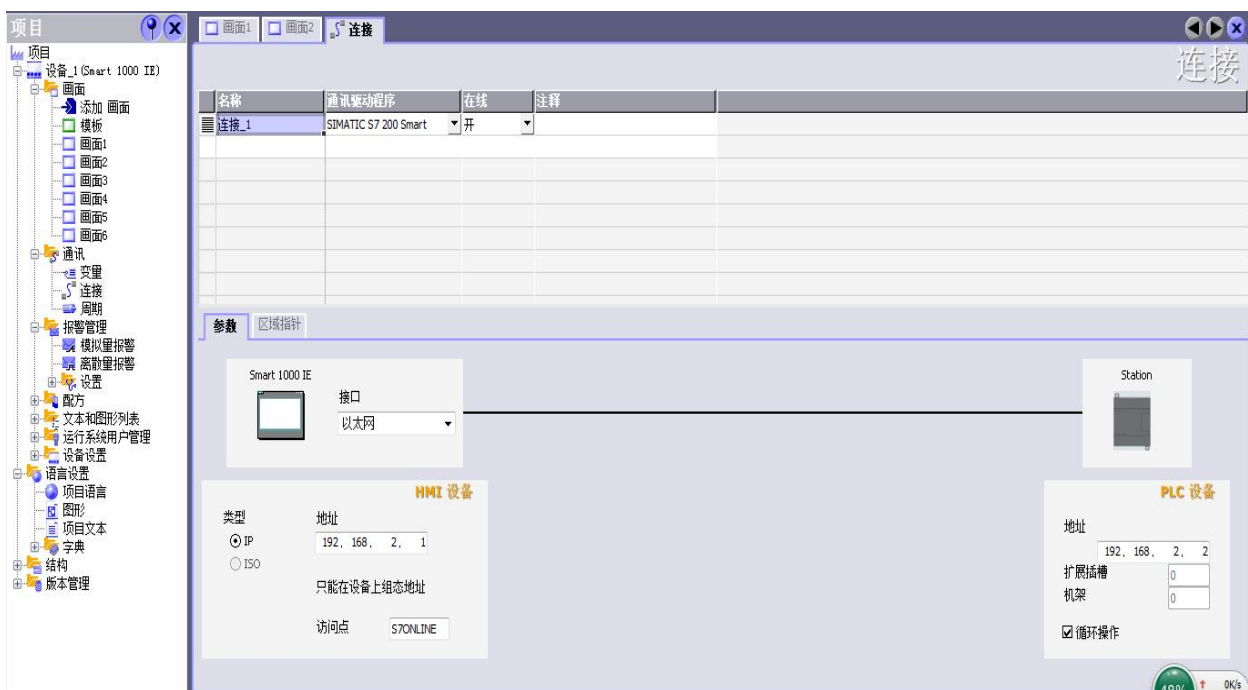 项目
画面1 画面2 连接
项目
设备_1(Smart 1000 IE)
画面
添加 画面
模板
画面1
画面2
画面3
画面4
画面5
画面6
通讯
变量
连接
周期
报警管理
模拟量报警
离散量报警
设置
配方
文本和图形列表
运行系统用户管理
设备设置
语言设置
项目语言
图形
项目文本
字典
结构
版本管理
连接
名称 通讯驱动程序 在线 注释
连接_1 SIMATIC S7 200 Smart 开
参数 区域指针
Smart 1000 IE
接口
以太网
Station
HMI 设备
类型 地址
IP 192. 168. 2. 1
ISO
只能在设备上组态地址
访问点 S7ONLINE
PLC 设备
地址
192. 168. 2. 2
扩展插槽 0
机架 0
循环操作
48% 0K/s